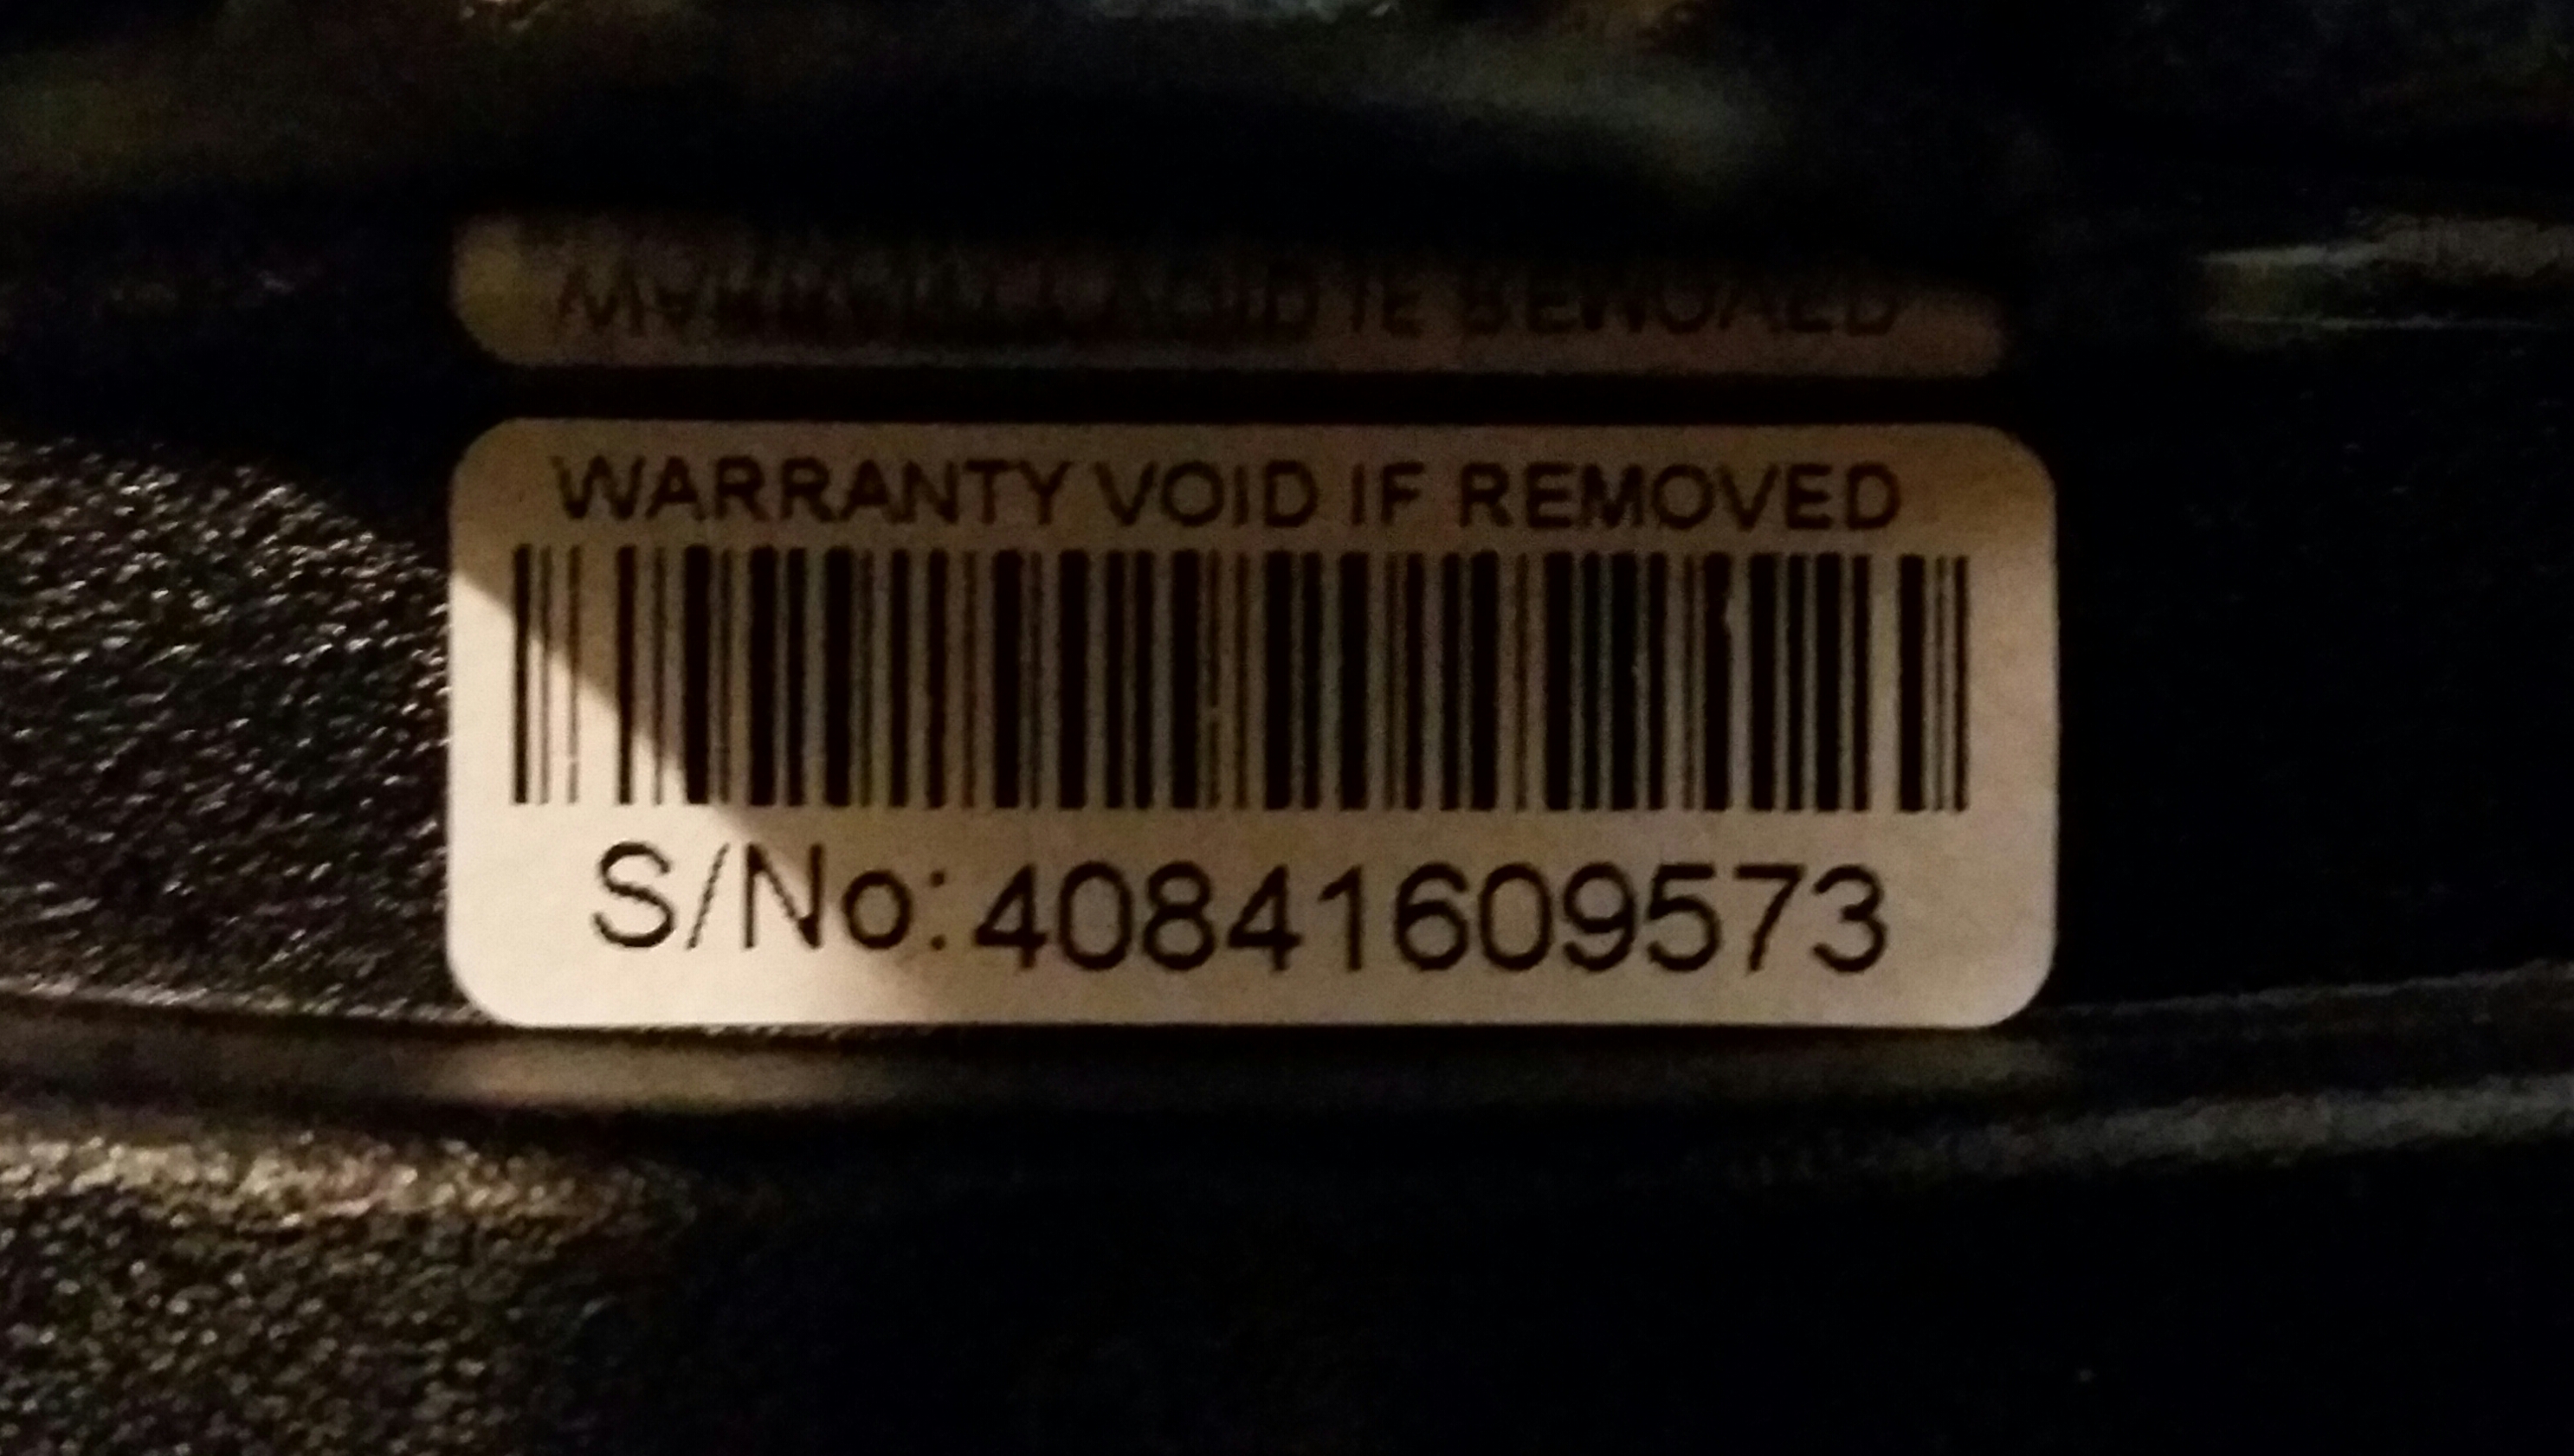 WARRANTY VOID IF REMOVED
S/No: 40841609573